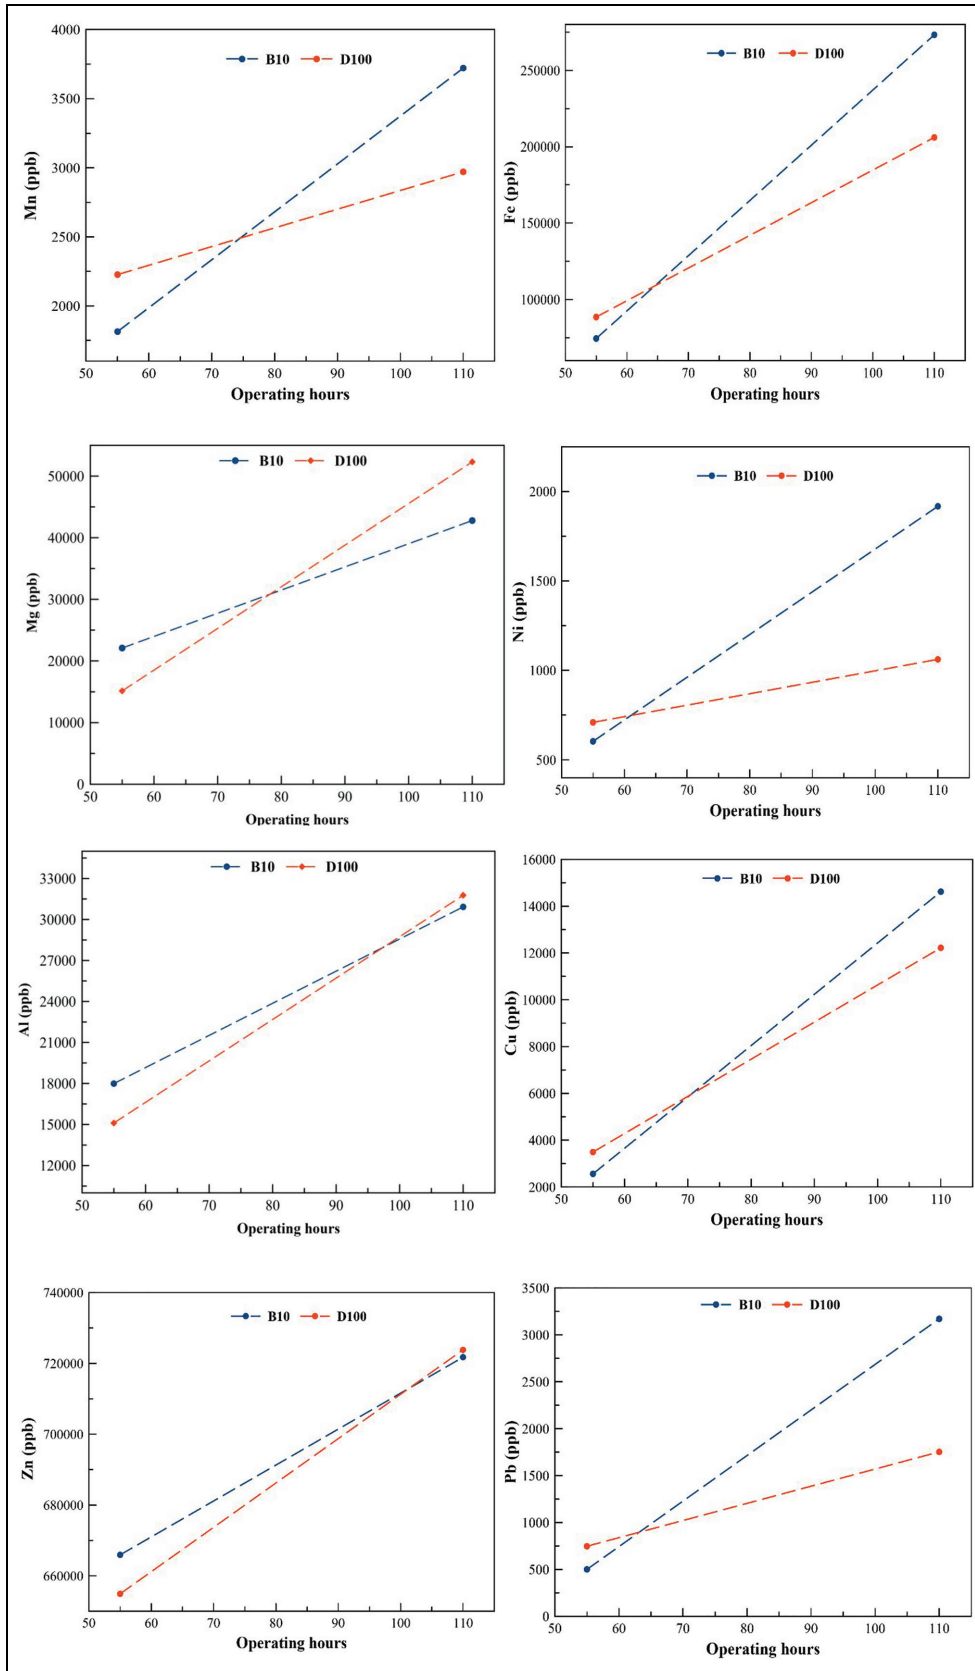 B10 D100
Mn (ppb)
4000
3500
3000
2500
2000
50 60 70 80 90 100 110
Operating hours
B10 D100
Fe (ppb)
250000
200000
150000
100000
50 60 70 80 90 100 110
Operating hours
B10 D100
Mg (ppb)
50000
40000
30000
20000
10000
0
50 60 70 80 90 100 110
Operating hours
B10 D100
Ni (ppb)
2000
1500
1000
500
50 60 70 80 90 100 110
Operating hours
B10 D100
Al (ppb)
33000
30000
27000
24000
21000
18000
15000
12000
50 60 70 80 90 100 110
Operating hours
B10 D100
Cu (ppb)
16000
14000
12000
10000
8000
6000
4000
2000
50 60 70 80 90 100 110
Operating hours
B10 D100
Zn (ppb)
740000
720000
700000
680000
660000
50 60 70 80 90 100 110
Operating hours
B10 D100
Pb (ppb)
3500
3000
2500
2000
1500
1000
500
0
50 60 70 80 90 100 110
Operating hours